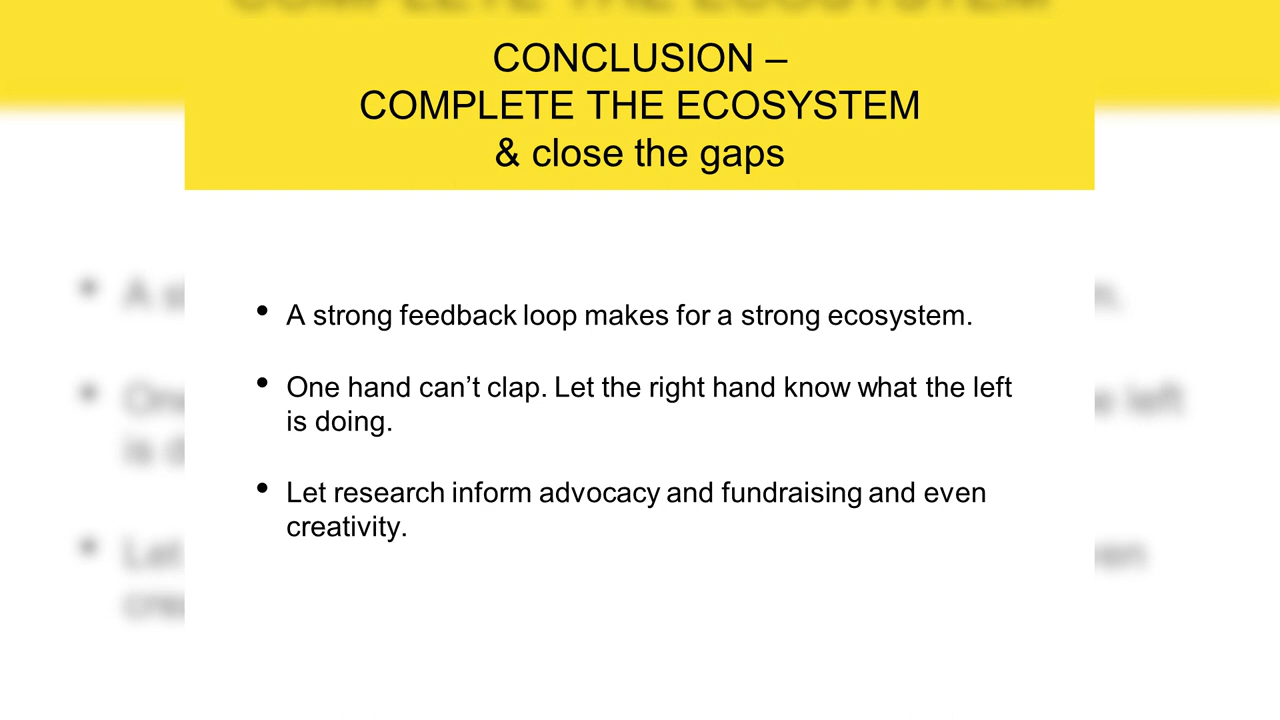 CONCLUSION –
COMPLETE THE ECOSYSTEM
& close the gaps
• A strong feedback loop makes for a strong ecosystem.
• One hand can’t clap. Let the right hand know what the left
is doing.
• Let research inform advocacy and fundraising and even
creativity.